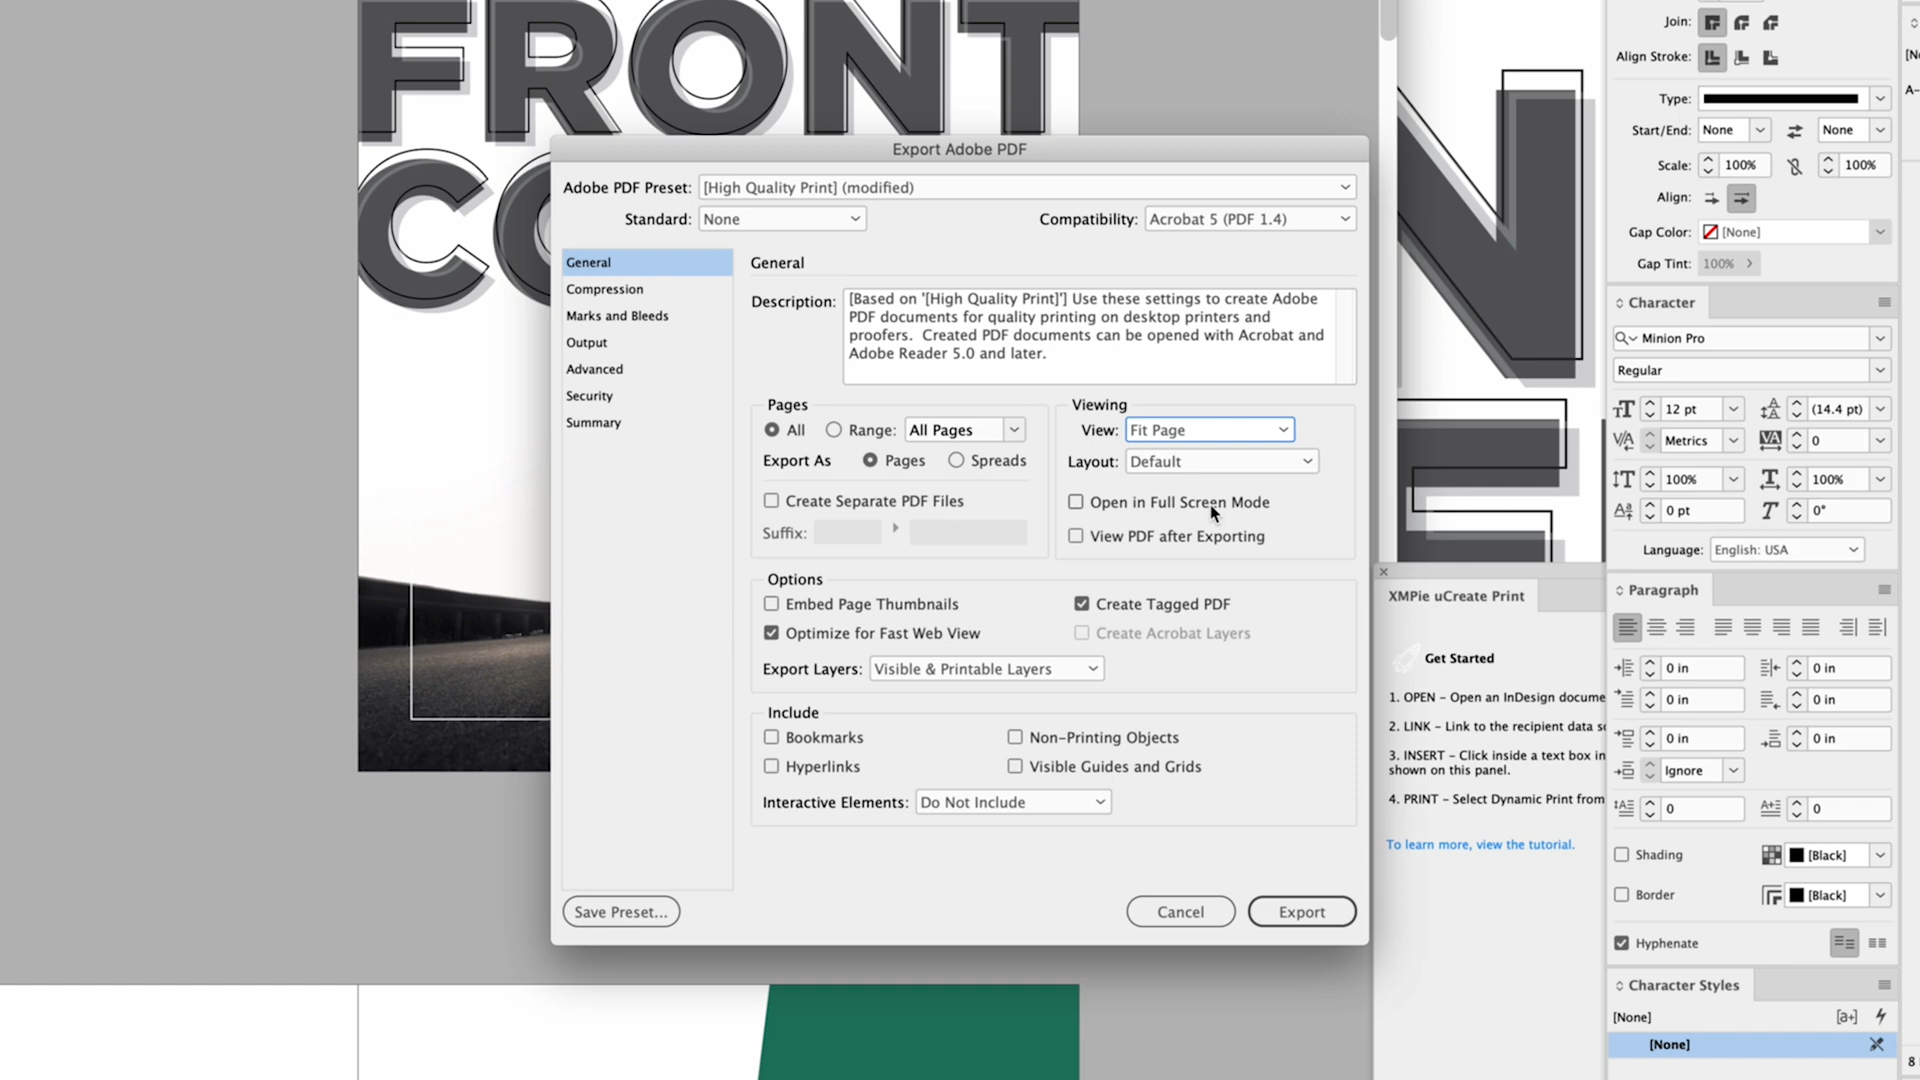 FRONT
CO
N
E
Export Adobe PDF
Adobe PDF Preset: [High Quality Print] (modified)
Standard: None
Compatibility: Acrobat 5 (PDF 1.4)
General
Compression
Marks and Bleeds
Output
Advanced
Security
Summary
General
Description: [Based on '[High Quality Print]'] Use these settings to create Adobe
PDF documents for quality printing on desktop printers and
proofers.  Created PDF documents can be opened with Acrobat and
Adobe Reader 5.0 and later.
Pages
All Range: All Pages
Export As Pages Spreads
Create Separate PDF Files
Suffix:
Viewing
View: Fit Page
Layout: Default
Open in Full Screen Mode
View PDF after Exporting
Options
Embed Page Thumbnails
Create Tagged PDF
Optimize for Fast Web View
Create Acrobat Layers
Export Layers: Visible & Printable Layers
Include
Bookmarks
Non-Printing Objects
Hyperlinks
Visible Guides and Grids
Interactive Elements: Do Not Include
Save Preset...
Cancel
Export
XMPie uCreate Print
Get Started
1. OPEN – Open an InDesign docume
2. LINK – Link to the recipient data so
3. INSERT – Click inside a text box in
shown on this panel.
4. PRINT – Select Dynamic Print from
To learn more, view the tutorial.
Join:
Align Stroke:
Type:
Start/End: None None
Scale: 100% 100%
Align:
Gap Color: [None]
Gap Tint: 100%
Character
Minion Pro
Regular
12 pt (14.4 pt)
Metrics 0
100% 100%
0 pt 0°
Language: English: USA
Paragraph
0 in 0 in
0 in 0 in
0 in 0 in
Ignore
0 0
Shading [Black]
Border [Black]
Hyphenate
Character Styles
[None]
[a+]
[None]
[No
A-
8